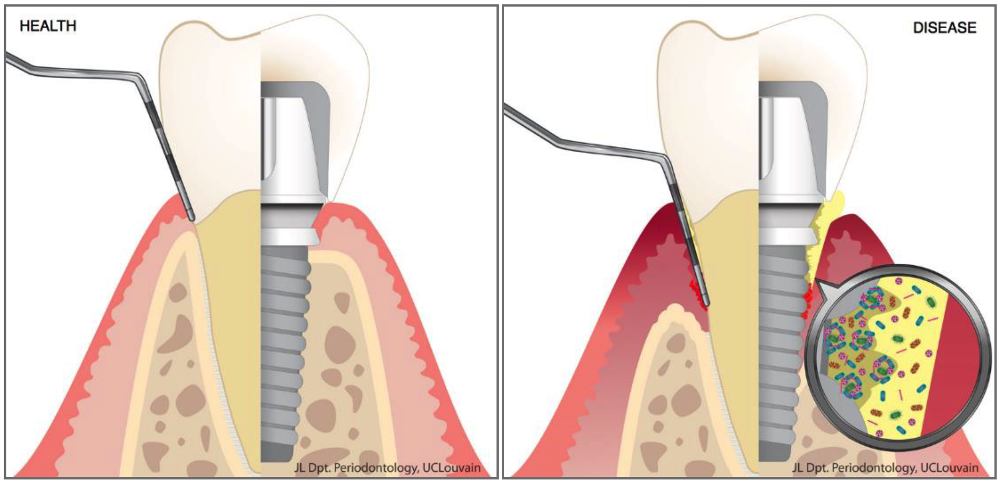 HEALTH
DISEASE
JL Dpt. Periodontology, UCLouvain
JL Dpt. Periodontology, UCLouvain